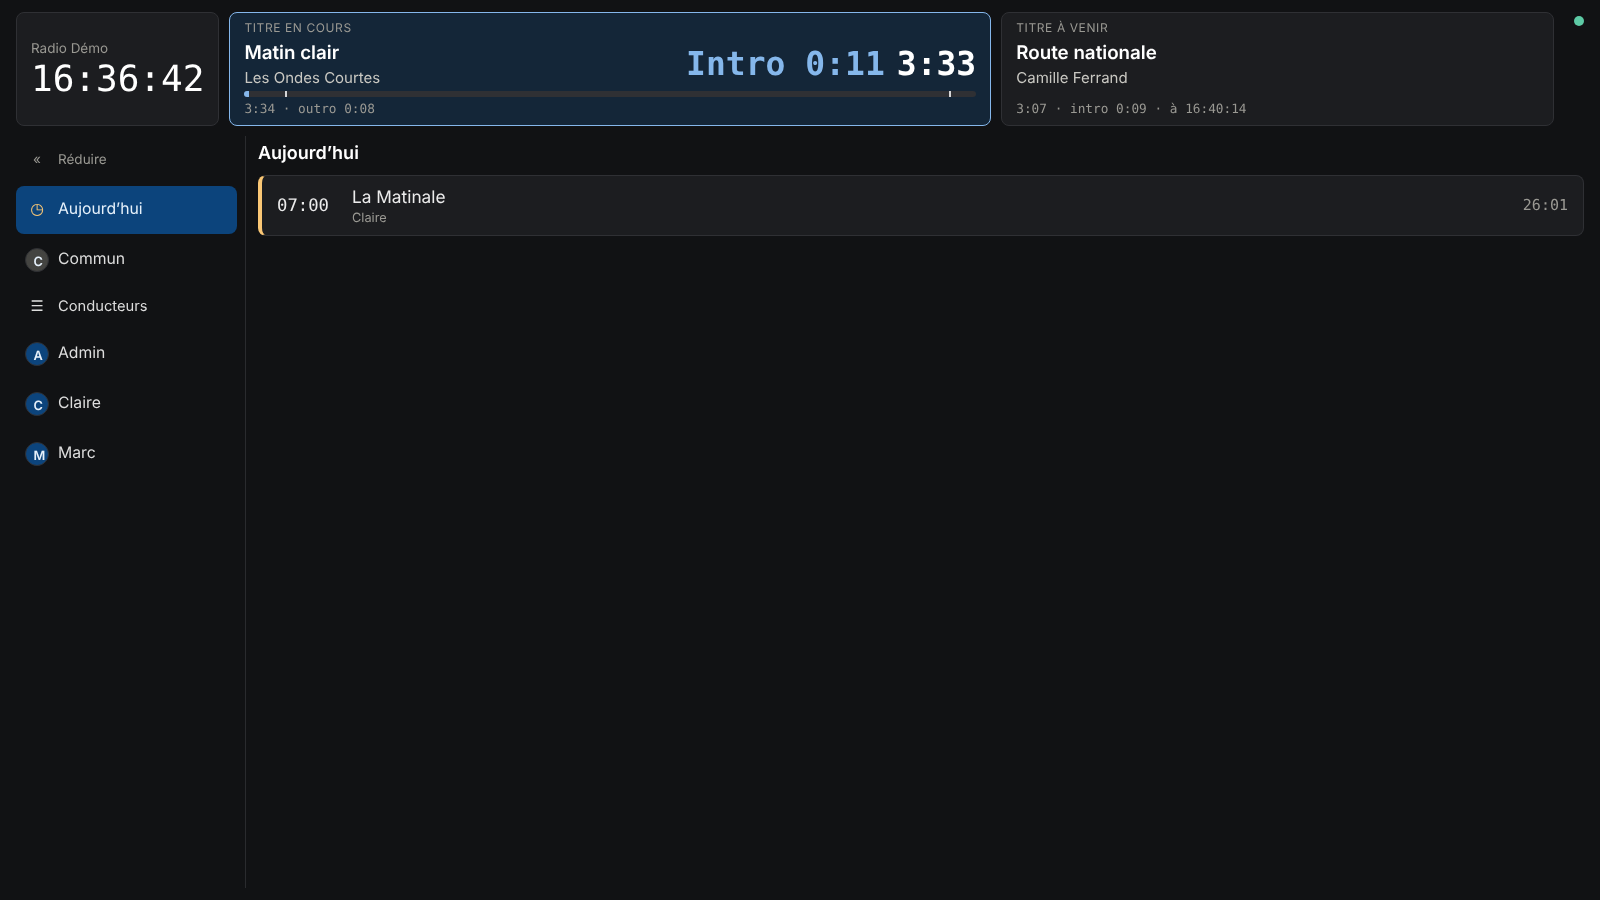 Radio Démo
16:36:42
TITRE EN COURS
Matin clair
Les Ondes Courtes
Intro 0:11 3:33
3:34 · outro 0:08
TITRE À VENIR
Route nationale
Camille Ferrand
3:07 · intro 0:09 · à 16:40:14
« Réduire
Aujourd’hui
C Commun
☰ Conducteurs
A Admin
C Claire
M Marc
Aujourd’hui
07:00 La Matinale 26:01
Claire